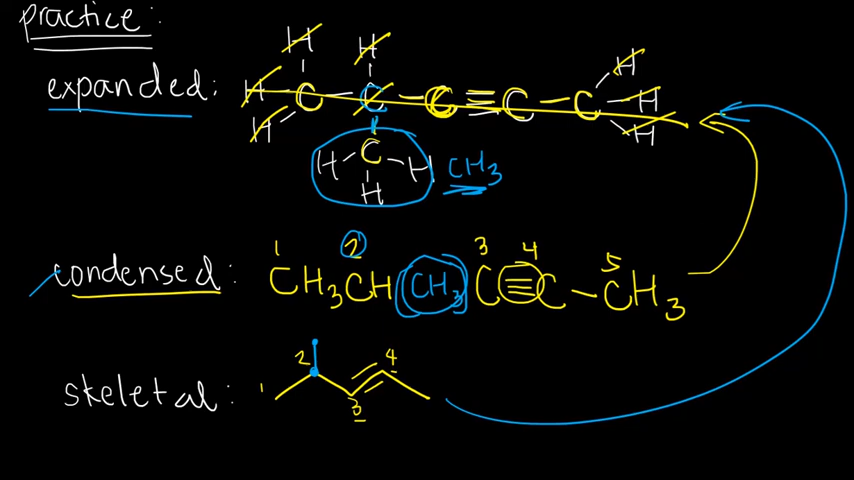 practice:
H H
expanded: H - C - C - C ≡ C - C - H
H H
H - C - H CH3
H
1 2 3 4 5
condensed: CH3CH CH3 C≡C-CH3
2 4
skeletal: 1
3